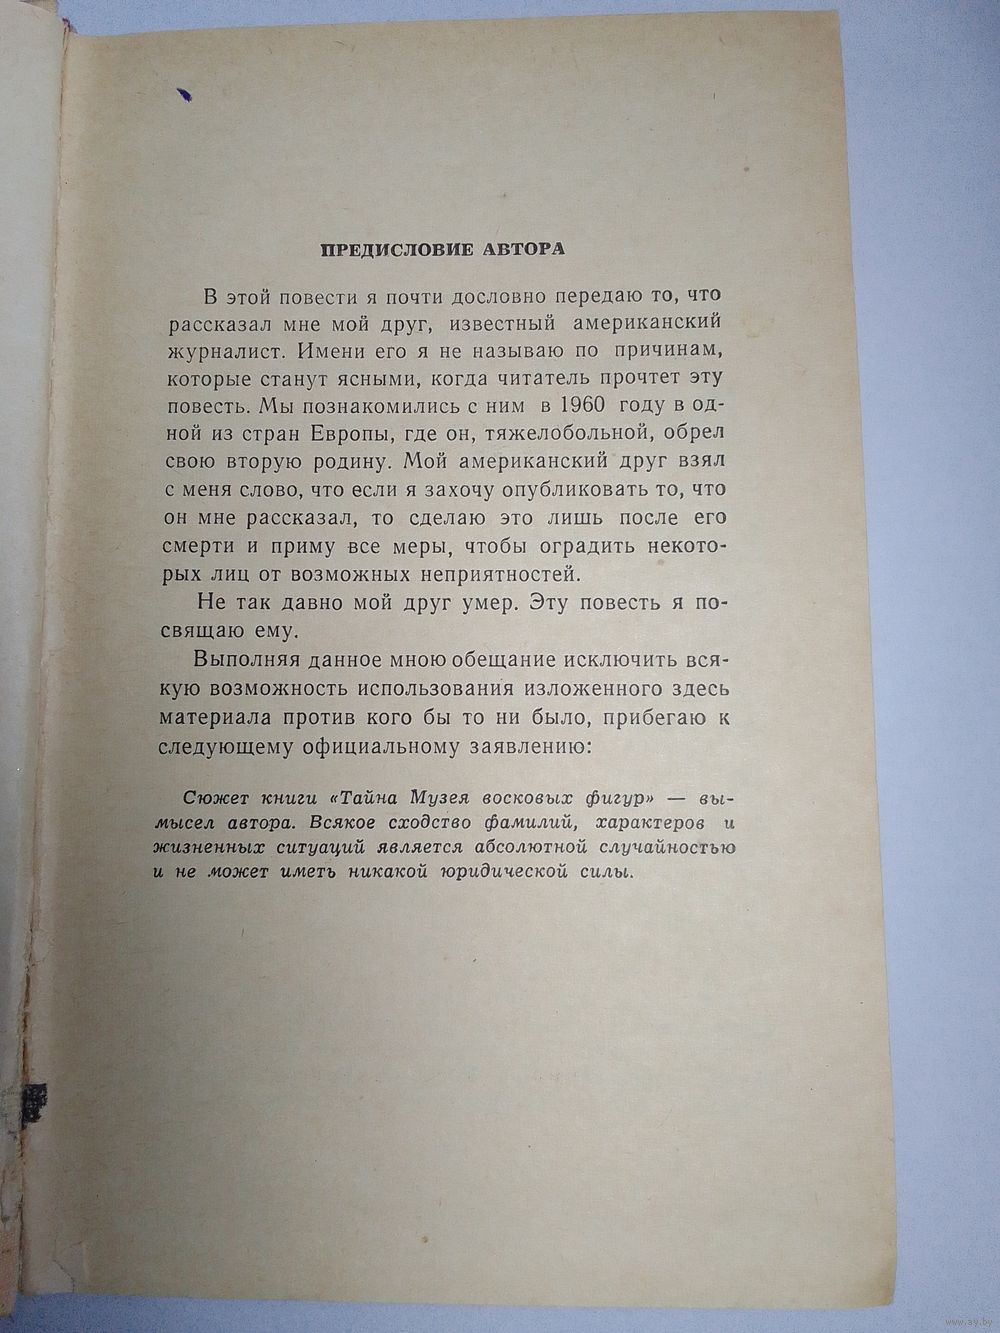 ПРЕДИСЛОВИЕ АВТОРА
В этой повести я почти дословно передаю то, что
рассказал мне мой друг, известный американский
журналист. Имени его я не называю по причинам,
которые станут ясными, когда читатель прочтет эту
повесть. Мы познакомились с ним в 1960 году в од-
ной из стран Европы, где он, тяжелобольной, обрел
свою вторую родину. Мой американский друг взял
с меня слово, что если я захочу опубликовать то, что
он мне рассказал, то сделаю это лишь после его
смерти и приму все меры, чтобы оградить некото-
рых лиц от возможных неприятностей.
Не так давно мой друг умер. Эту повесть я по-
свящаю ему.
Выполняя данное мною обещание исключить вся-
кую возможность использования изложенного здесь
материала против кого бы то ни было, прибегаю к
следующему официальному заявлению:
Сюжет книги «Тайна Музея восковых фигур» — вы-
мысел автора. Всякое сходство фамилий, характеров и
жизненных ситуаций является абсолютной случайностью
и не может иметь никакой юридической силы.
www.ay.by